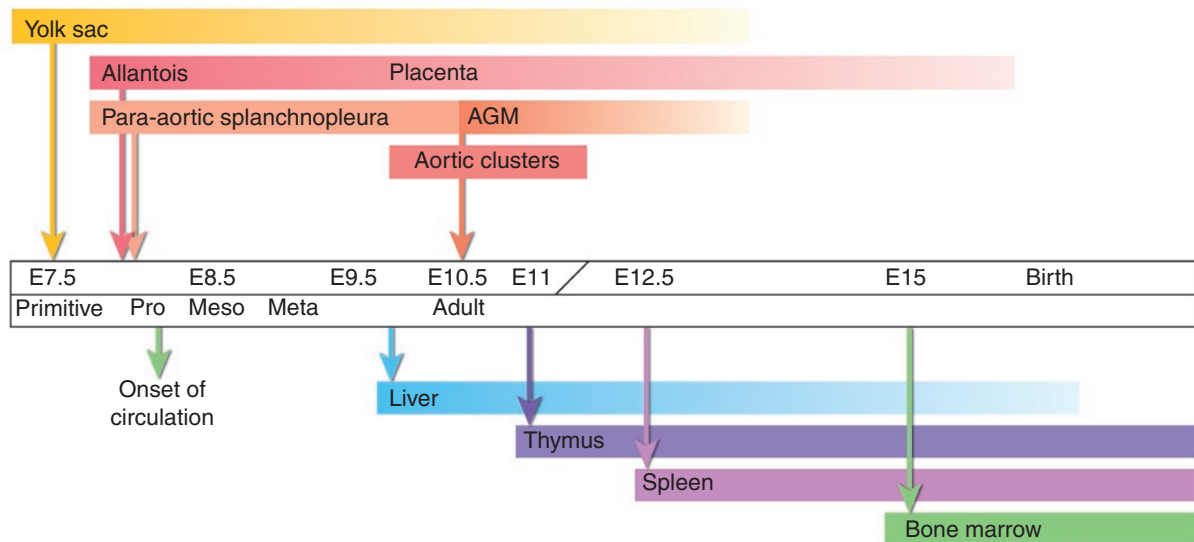 Yolk sac
Allantois Placenta
Para-aortic splanchnopleura AGM
Aortic clusters
E7.5 E8.5 E9.5 E10.5 E11 E12.5 E15 Birth
Primitive Pro Meso Meta Adult
Onset of
circulation
Liver
Thymus
Spleen
Bone marrow